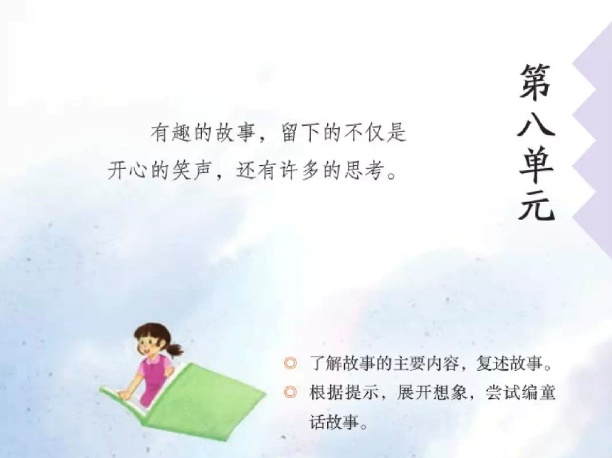 第八单元
有趣的故事，留下的不仅是
开心的笑声，还有许多的思考。
◎ 了解故事的主要内容，复述故事。
◎ 根据提示，展开想象，尝试编童
话故事。